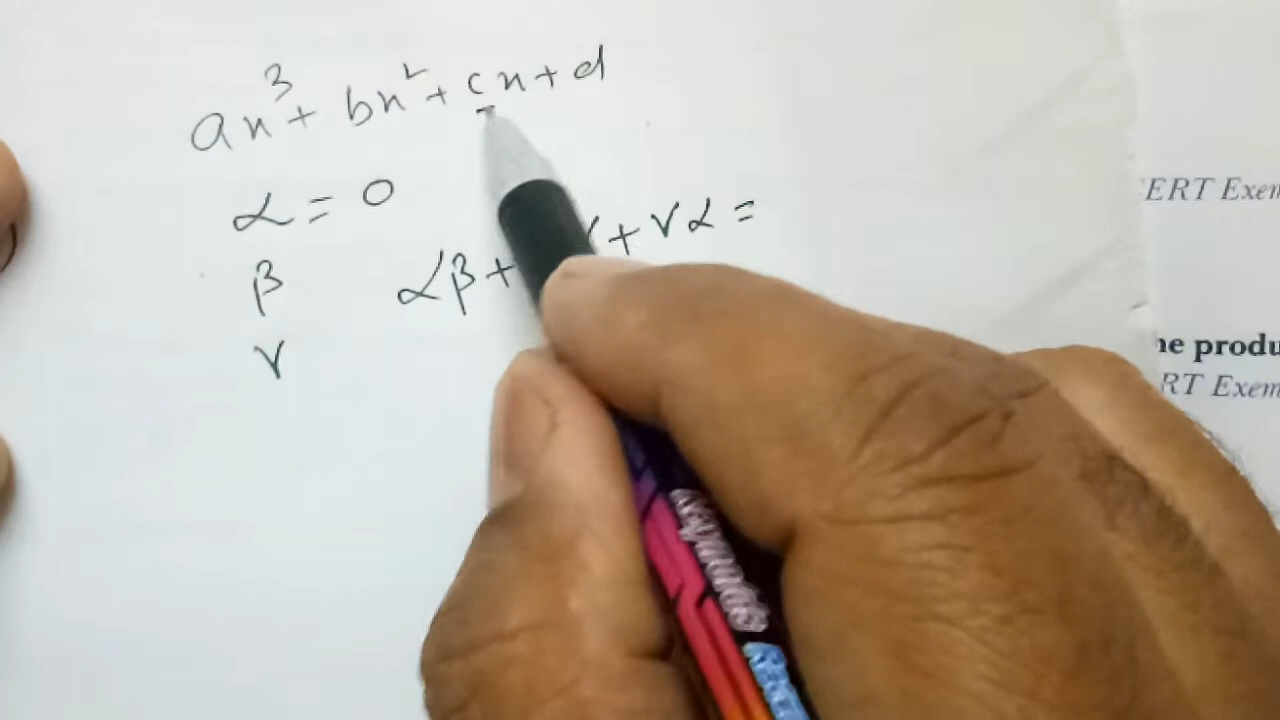 ax³ + bx² + cx + d
α = 0
β αβ + + γα =
γ
ERT Exem
he produ
RT Exem